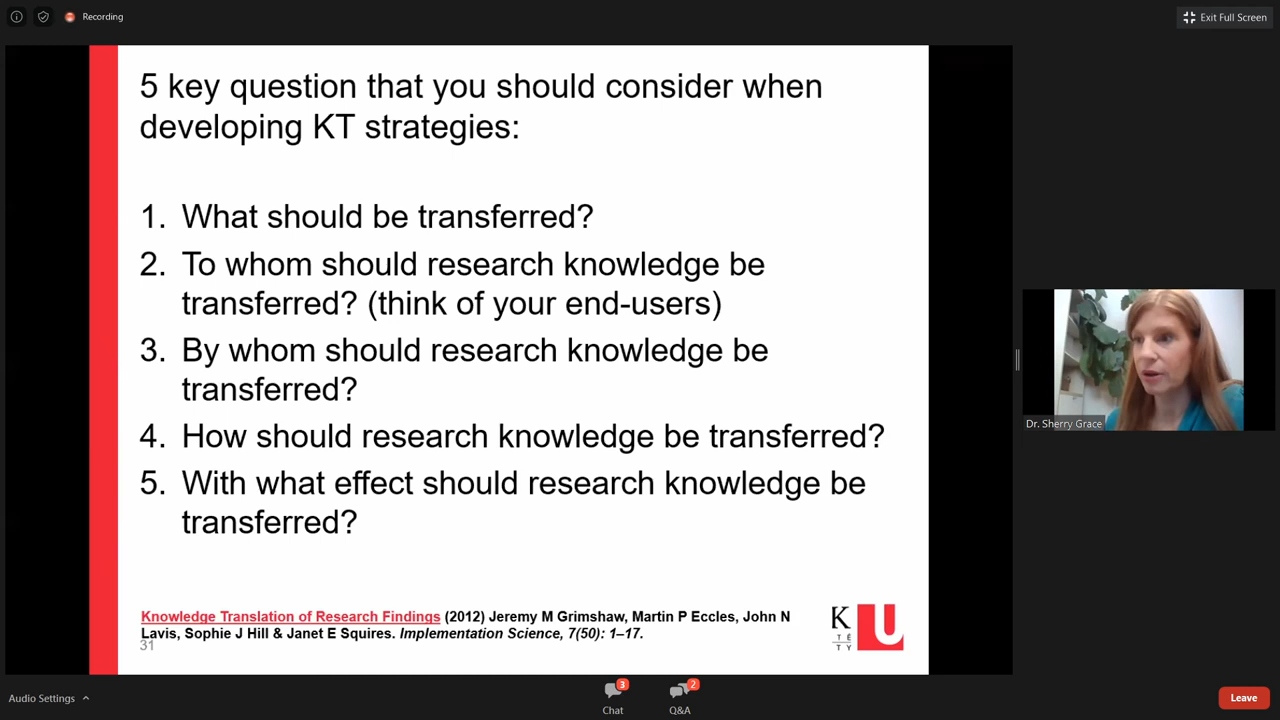 Recording
Exit Full Screen
5 key question that you should consider when
developing KT strategies:
1. What should be transferred?
2. To whom should research knowledge be
transferred? (think of your end-users)
3. By whom should research knowledge be
transferred?
4. How should research knowledge be transferred?
5. With what effect should research knowledge be
transferred?
Knowledge Translation of Research Findings (2012) Jeremy M Grimshaw, Martin P Eccles, John N
Lavis, Sophie J Hill & Janet E Squires. Implementation Science, 7(50): 1–17.
31
K
T É
T Y
U
Dr. Sherry Grace
Audio Settings
3
Chat
2
Q&A
Leave